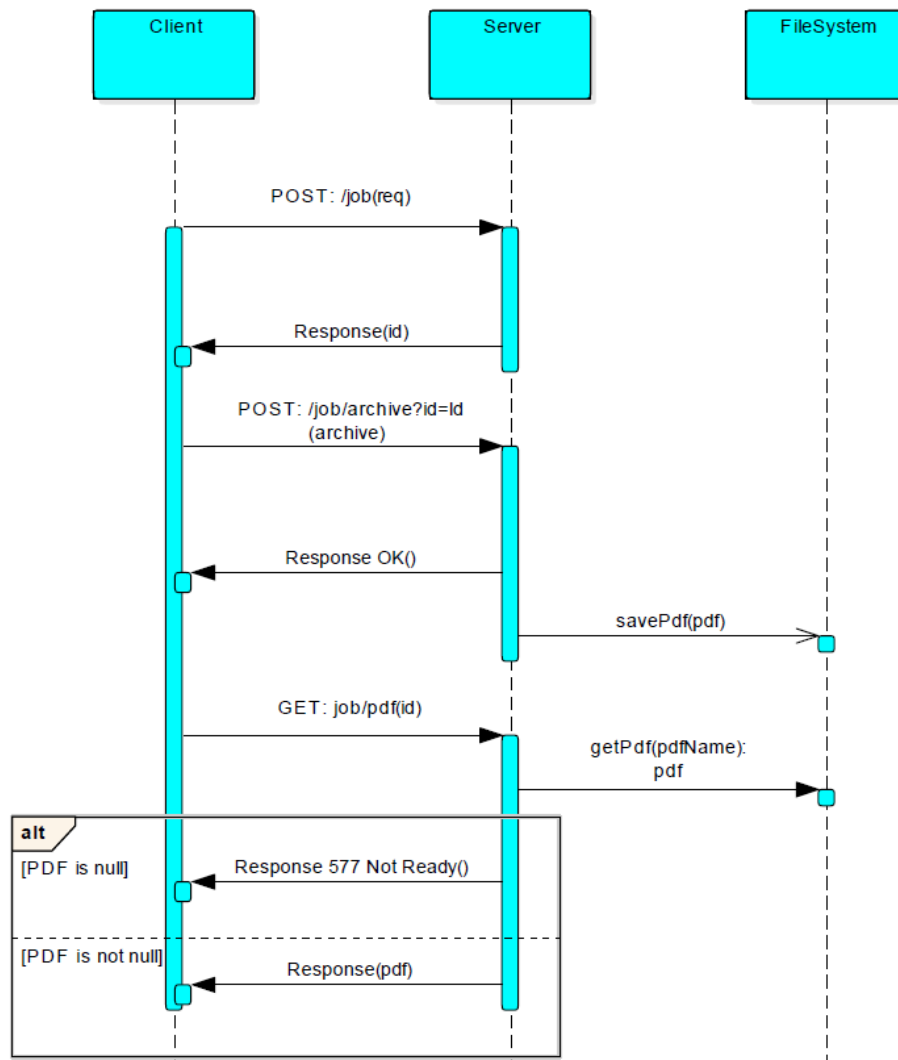 Client
Server
FileSystem
POST: /job(req)
Response(id)
POST: /job/archive?id=Id
(archive)
Response OK()
savePdf(pdf)
GET: job/pdf(id)
getPdf(pdfName):
pdf
alt
[PDF is null]
Response 577 Not Ready()
[PDF is not null]
Response(pdf)